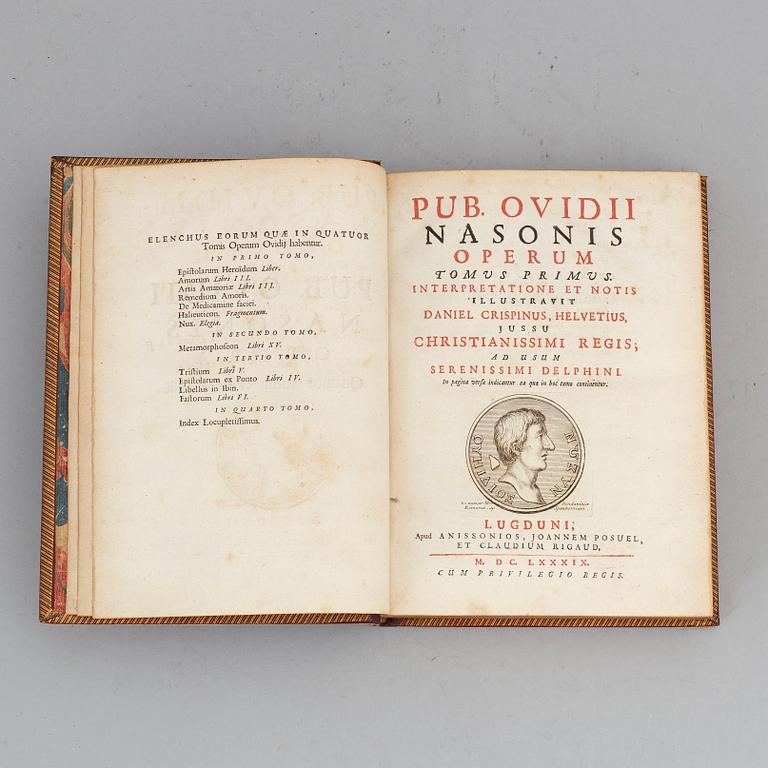 ELENCHUS EORUM QUÆ IN QUATUOR
Tomis Operum Ovidij habentur.
IN PRIMO TOMO,
Epistolarum Heroïdum Liber.
Amorum Libri III.
Artis Amatoriæ Libri III.
Remedium Amoris.
De Medicamine faciei.
Halieuticon. Fragmentum.
Nux. Elegia.
IN SECUNDO TOMO,
Metamorphoseon Libri XV.
IN TERTIO TOMO,
Tristium Libri V.
Epistolarum ex Ponto Libri IV.
Libellus in Ibin.
Fastorum Libri VI.
IN QUARTO TOMO,
Index Locupletissimus.
PUB. OVIDII
NASONIS
OPERUM
TOMUS PRIMUS.
INTERPRETATIONE ET NOTIS
ILLUSTRAVIT
DANIEL CRISPINUS, HELVETIUS,
JUSSU
CHRISTIANISSIMI REGIS;
AD USUM
SERENISSIMI DELPHINI.
In pagina versa indicantur ea quæ in hoc tomo continentur.
LUGDUNI;
Apud ANISSONIOS, JOANNEM POSUEL,
ET CLAUDIUM RIGAUD.
M. DC. LXXXIX.
CUM PRIVILEGIO REGIS.